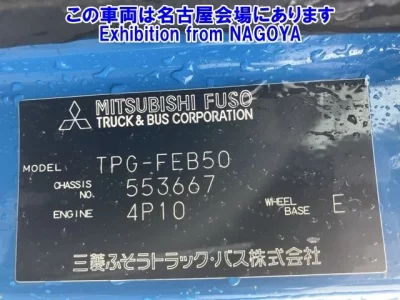 この車両は名古屋会場にあります
Exhibition from NAGOYA
MITSUBISHI FUSO
TRUCK & BUS CORPORATION
MODEL TPG-FEB50
CHASSIS NO. 553667
ENGINE 4P10 WHEEL BASE E
三菱ふそうトラック・バス株式会社